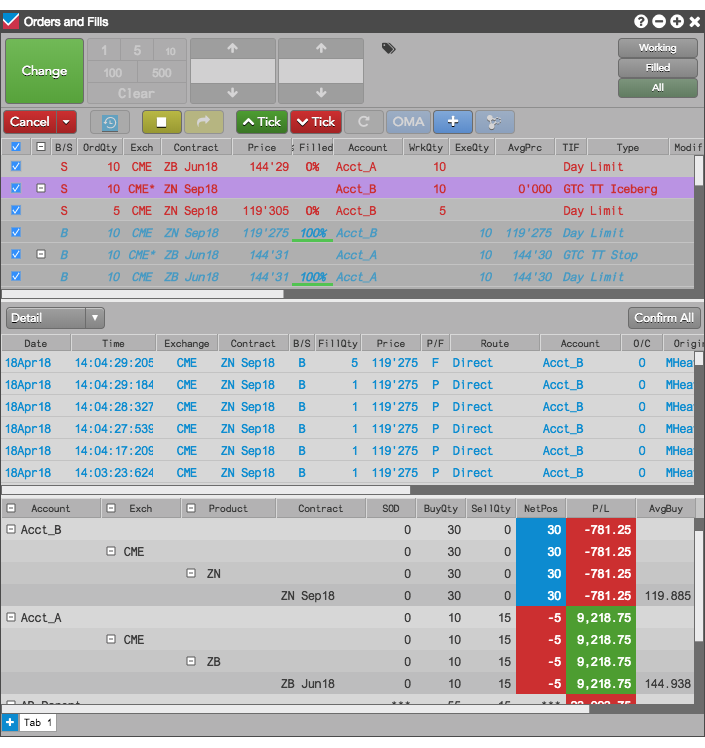 Orders and Fills
Change
1 5 10
100 500
Clear
Working
Filled
All
Cancel
Tick Tick C OMA +
B/S OrdQty Exch Contract Price Filled Account WrkQty ExeQty AvgPrc TIF Type Modif
S 10 CME ZB Jun18 144'29 0% Acct_A 10 Day Limit
S 10 CME* ZN Sep18 Acct_B 10 0'000 GTC TT Iceberg
S 5 CME ZN Sep18 119'305 0% Acct_B 5 Day Limit
B 10 CME ZN Sep18 119'275 100% Acct_B 10 119'275 Day Limit
B 10 CME* ZB Jun18 144'31 Acct_A 10 144'30 GTC TT Stop
B 10 CME ZB Jun18 144'31 100% Acct_A 10 144'30 Day Limit
Detail Confirm All
Date Time Exchange Contract B/S FillQty Price P/F Route Account O/C Origin
18Apr18 14:04:29:205 CME ZN Sep18 B 5 119'275 F Direct Acct_B O MHea
18Apr18 14:04:29:184 CME ZN Sep18 B 1 119'275 P Direct Acct_B O MHea
18Apr18 14:04:28:327 CME ZN Sep18 B 1 119'275 P Direct Acct_B O MHea
18Apr18 14:04:27:539 CME ZN Sep18 B 1 119'275 P Direct Acct_B O MHea
18Apr18 14:04:17:209 CME ZN Sep18 B 1 119'275 P Direct Acct_B O MHea
18Apr18 14:03:23:624 CME ZN Sep18 B 1 119'275 P Direct Acct_B O MHea
Account Exch Product Contract SOD BuyQty SellQty NetPos P/L AvgBuy
Acct_B 0 30 0 30 -781.25
CME 0 30 0 30 -781.25
ZN 0 30 0 30 -781.25
ZN Sep18 0 30 0 30 -781.25 119.885
Acct_A 0 10 15 -5 9,218.75
CME 0 10 15 -5 9,218.75
ZB 0 10 15 -5 9,218.75
ZB Jun18 0 10 15 -5 9,218.75 144.938
+ Tab 1